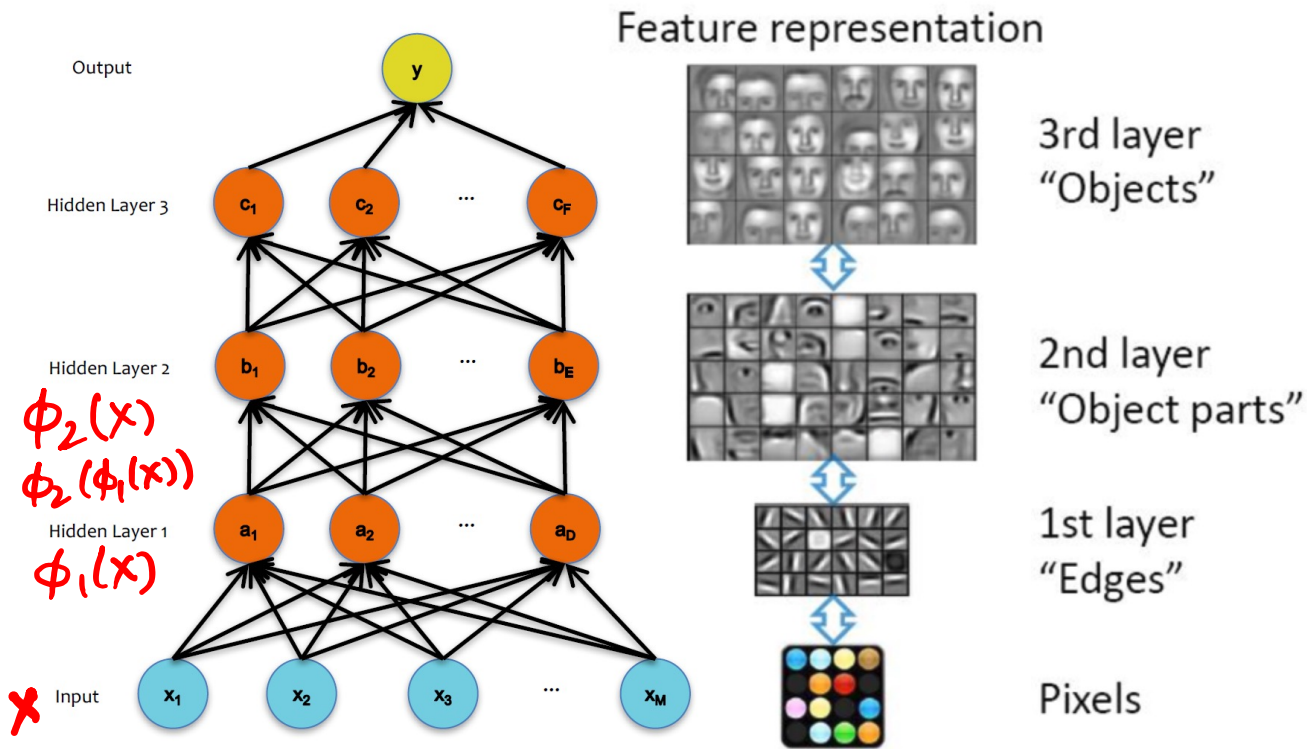 Feature representation
Output
y
3rd layer
“Objects”
Hidden Layer 3
c1
c2
...
cF
2nd layer
“Object parts”
Hidden Layer 2
b1
b2
...
bE
ϕ2(x)
ϕ2(ϕ1(x))
1st layer
“Edges”
Hidden Layer 1
a1
a2
...
aD
ϕ1(x)
x
Input
x1
x2
x3
...
xM
Pixels